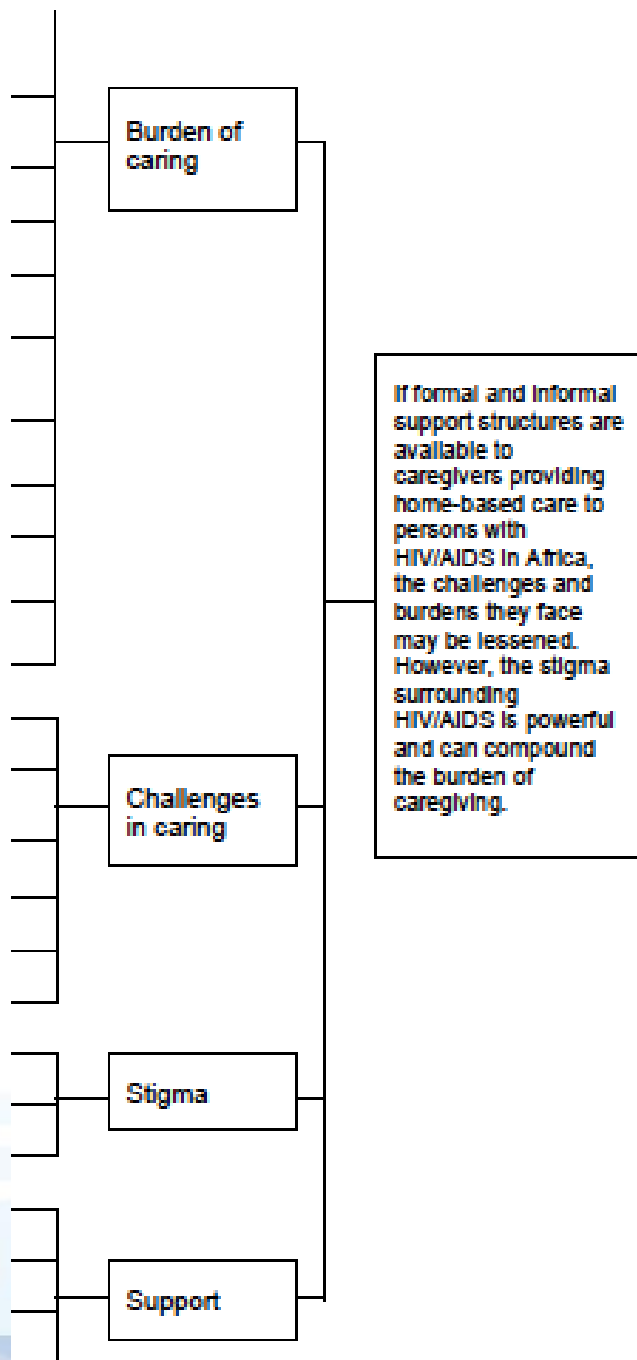 Burden of
caring
If formal and informal
support structures are
available to
caregivers providing
home-based care to
persons with
HIV/AIDS in Africa,
the challenges and
burdens they face
may be lessened.
However, the stigma
surrounding
HIV/AIDS is powerful
and can compound
the burden of
caregiving.
Challenges
in caring
Stigma
Support